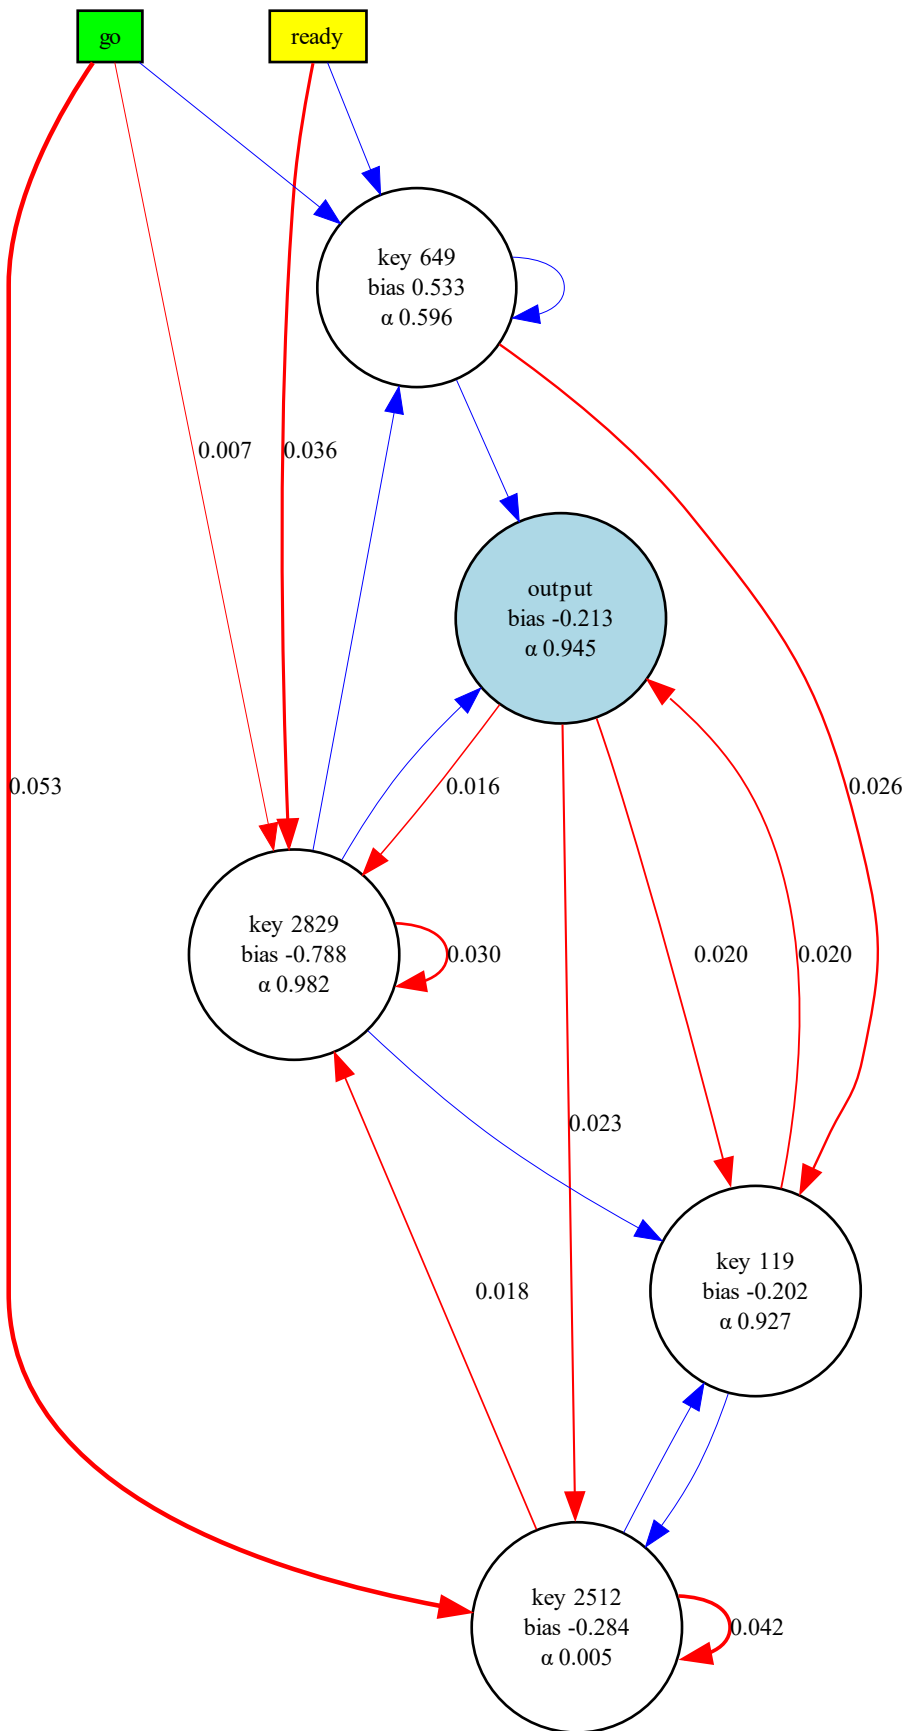 go
ready
key 649
bias 0.533
α 0.596
0.007
0.036
output
bias -0.213
α 0.945
0.053
0.016
0.026
key 2829
bias -0.788
α 0.982
0.030
0.020
0.020
0.023
key 119
bias -0.202
α 0.927
0.018
key 2512
bias -0.284
α 0.005
0.042